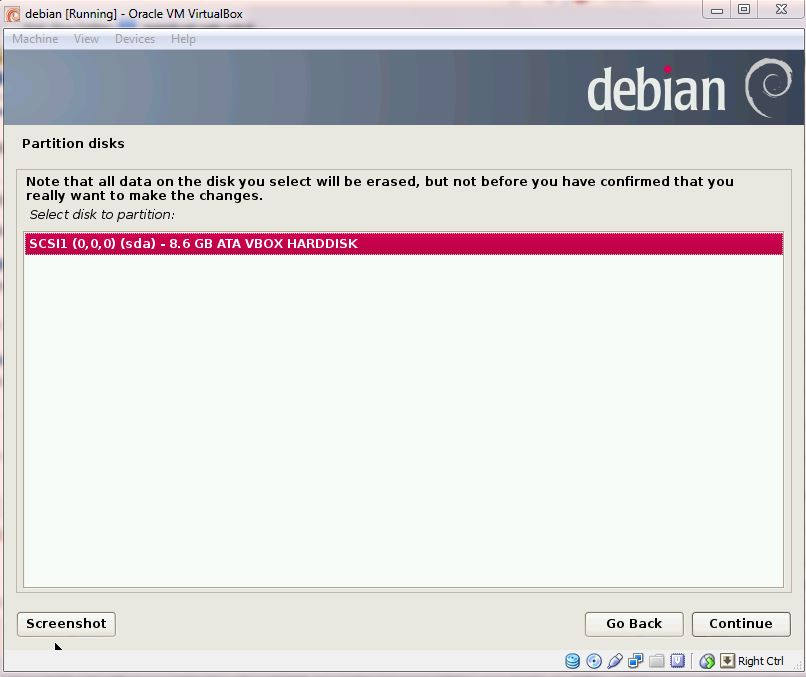 debian [Running] - Oracle VM VirtualBox
Machine View Devices Help
debian
Partition disks
Note that all data on the disk you select will be erased, but not before you have confirmed that you
really want to make the changes.
Select disk to partition:
SCSI1 (0,0,0) (sda) - 8.6 GB ATA VBOX HARDDISK
Screenshot Go Back Continue
Right Ctrl